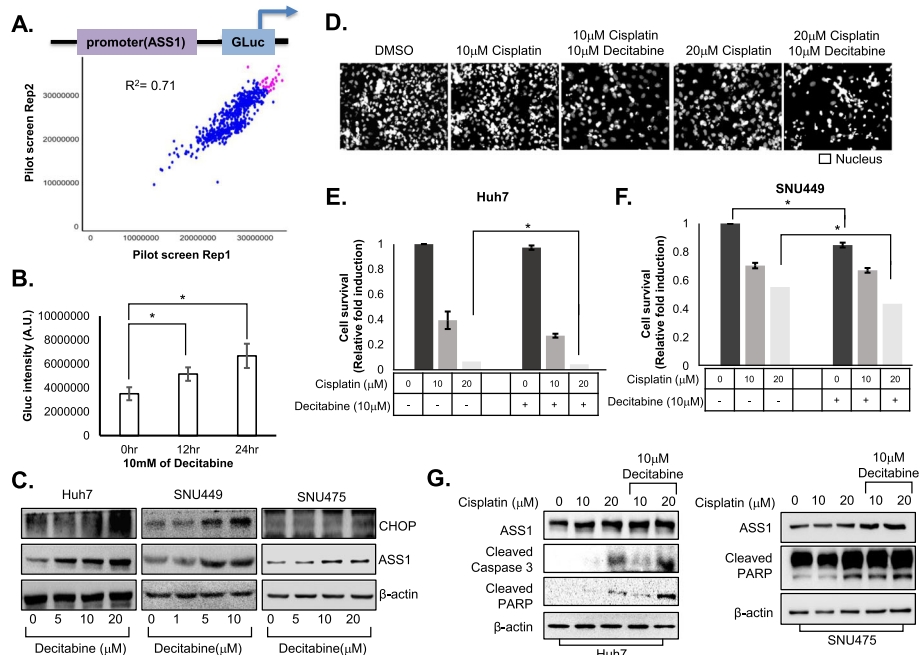 A.
promoter(ASS1)
GLuc
R²= 0.71
Pilot screen Rep2
30000000
20000000
10000000
0
0
10000000
20000000
30000000
Pilot screen Rep1
B.
Gluc intensity (A.U.)
10000000
8000000
6000000
4000000
2000000
0
*
*
0hr
12hr
24hr
10mM of Decitabine
C.
Huh7
SNU449
SNU475
CHOP
ASS1
β-actin
0 5 10 20
0 1 5 10
0 5 10 20
Decitabine (μM)
Decitabine(μM)
Decitabine(μM)
D.
DMSO
10μM Cisplatin
10μM Cisplatin
10μM Decitabine
20μM Cisplatin
20μM Cisplatin
10μM Decitabine
Nucleus
E.
Huh7
Cell survival
(Relative fold induction)
1
0.8
0.6
0.4
0.2
0
*
Cisplatin (μM) 0 10 20 0 10 20
Decitabine (10μM) - - - + + +
F.
SNU449
Cell survival
(Relative fold induction)
1
0.8
0.6
0.4
0.2
0
*
*
Cisplatin (μM) 0 10 20 0 10 20
Decitabine (10μM) - - - + + +
G.
10μM
Decitabine
Cisplatin (μM) 0 10 20 10 20
ASS1
Cleaved
Caspase 3
Cleaved
PARP
β-actin
Huh7
10μM
Decitabine
Cisplatin (μM) 0 10 20 10 20
ASS1
Cleaved
PARP
β-actin
SNU475